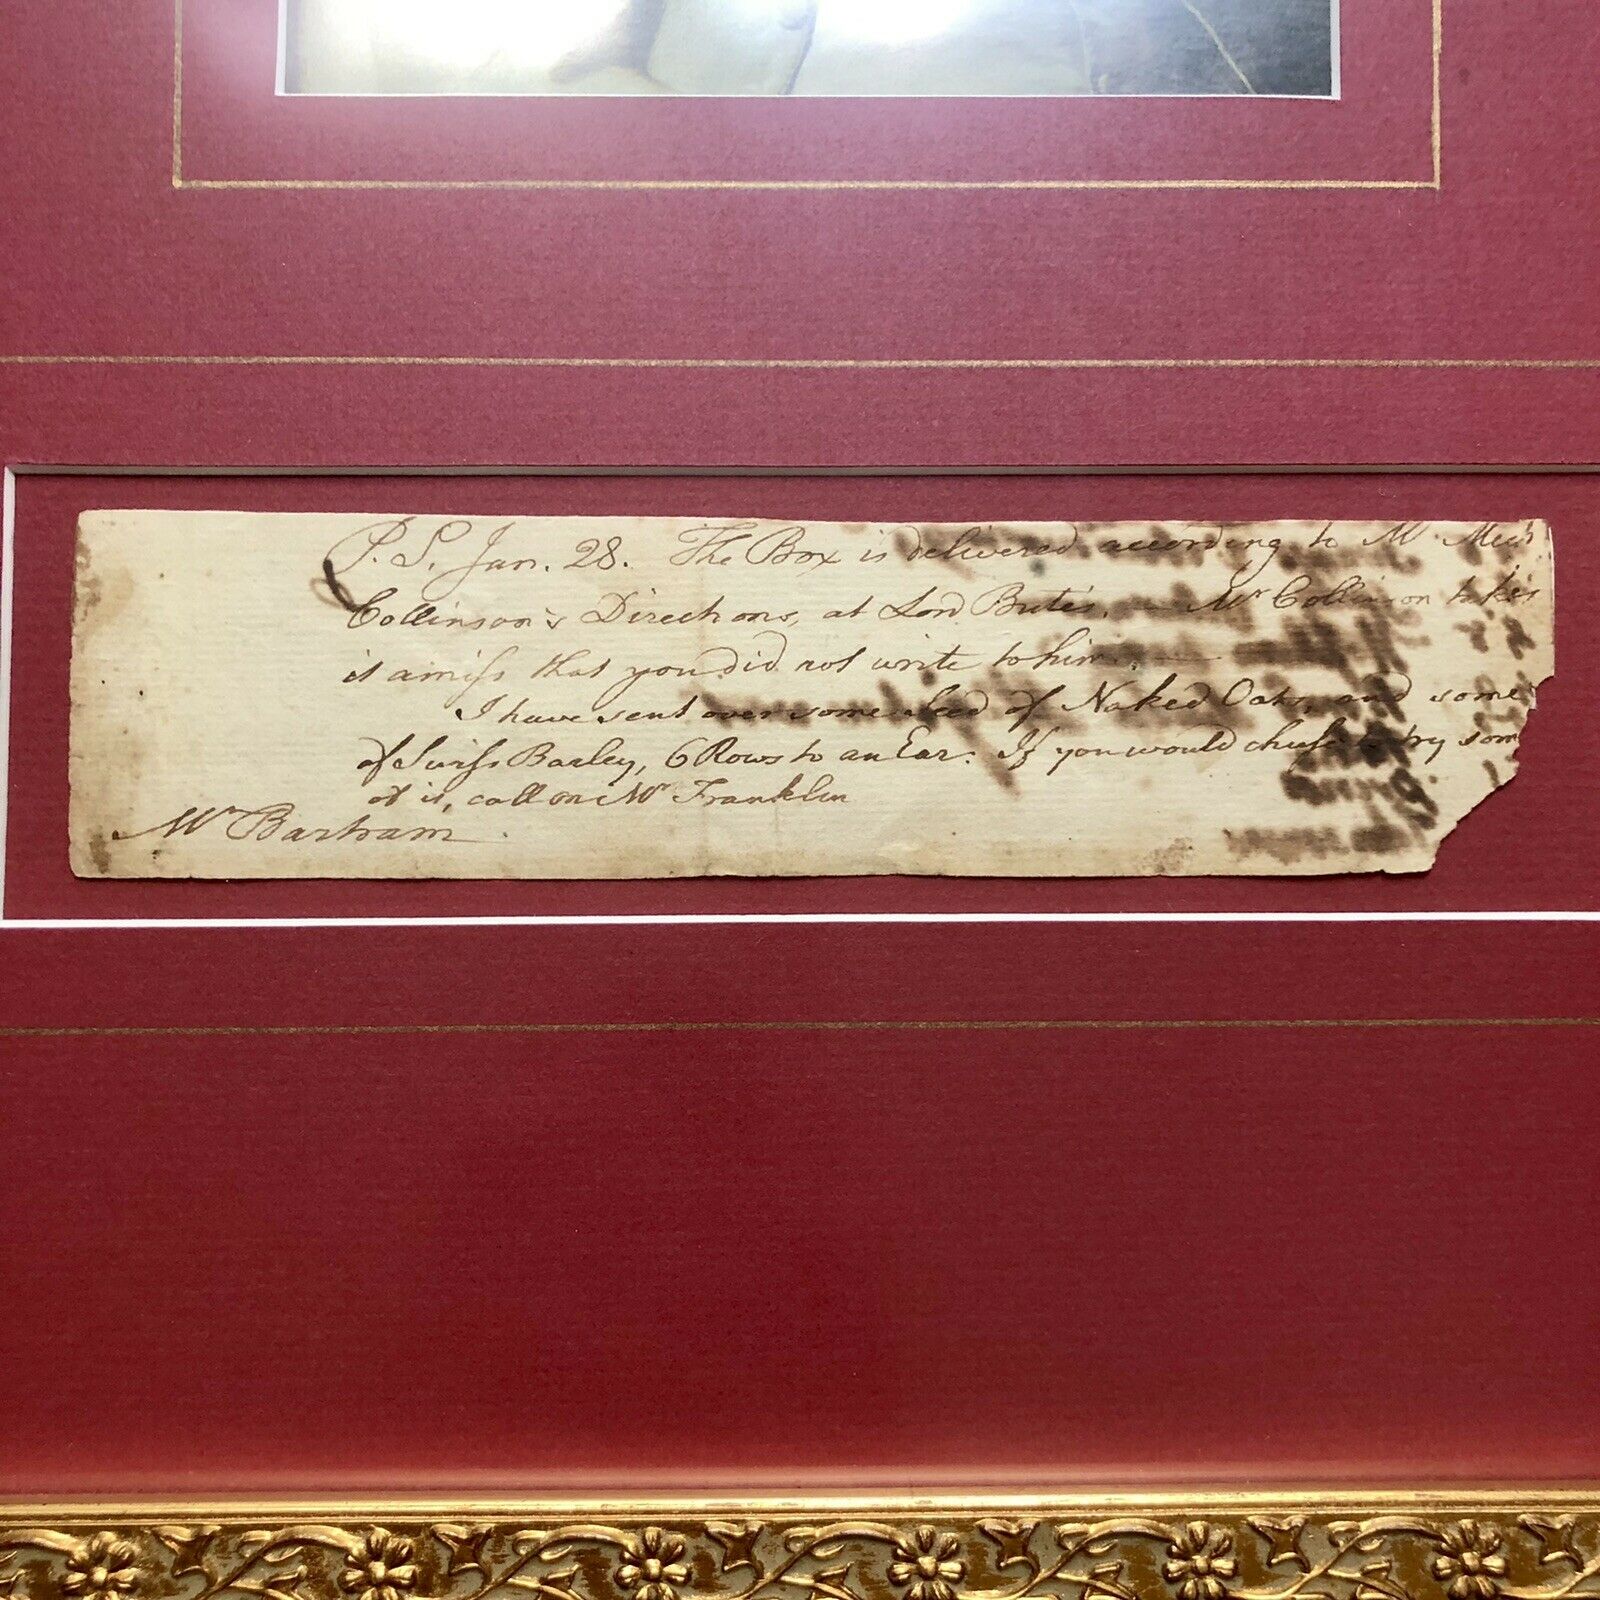 P.S. Jan. 28. The Box is delivered according to Mr. Mich.
Collinson's Directions, at Lord Bute's. — Mr Collinson takes
it amiss that you did not write to him. —
I have sent over some Seed of Naked Oats, and some
of Swiss Barley, 6 Rows to an Ear. If you would chuse to try some
of it, call on Mrs Franklin
Mr Bartram.